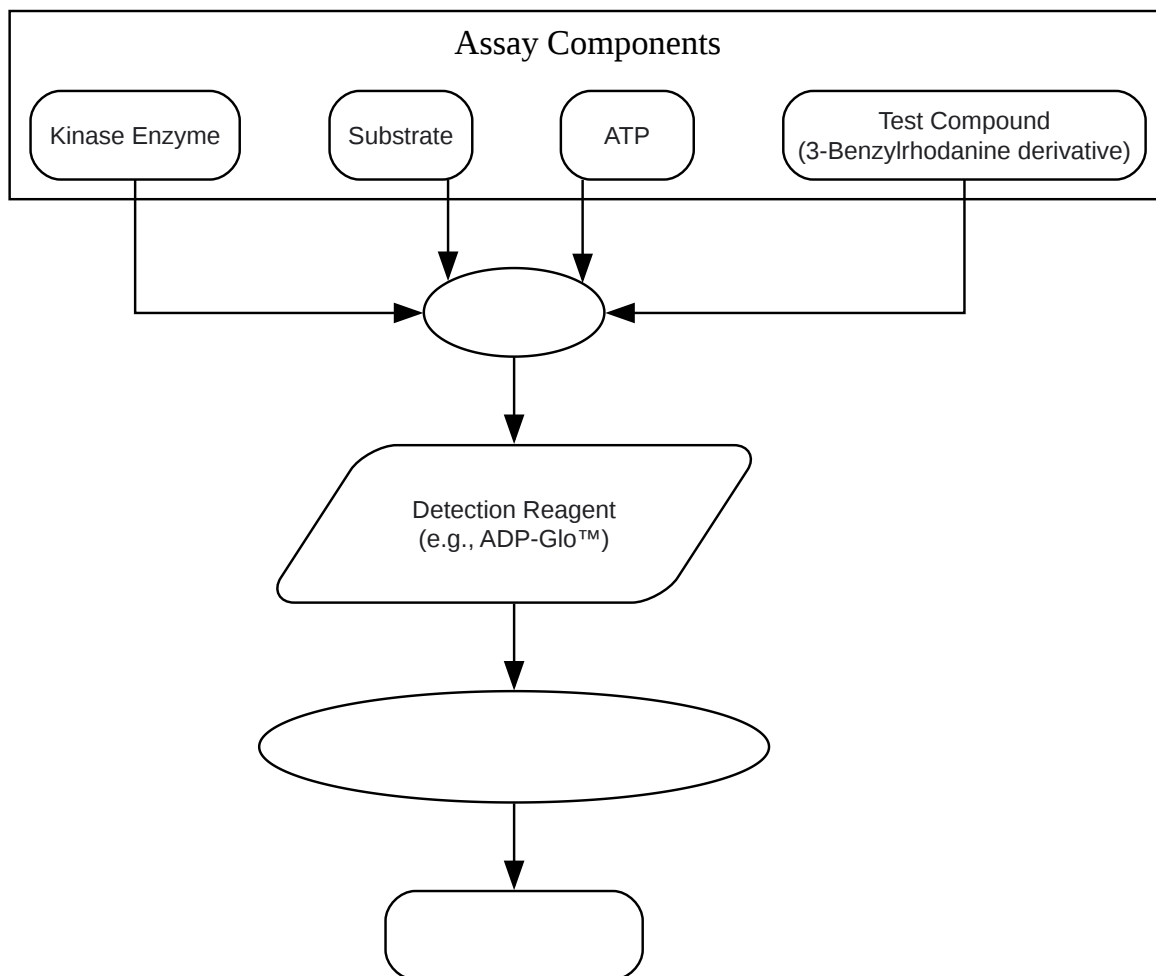 Assay Components
Kinase Enzyme
Substrate
ATP
Test Compound
(3-Benzylrhodanine derivative)
Detection Reagent
(e.g., ADP-Glo™)